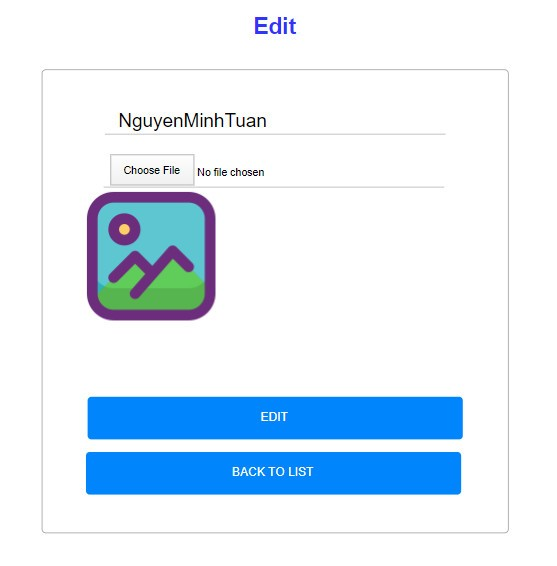 Edit
NguyenMinhTuan
Choose File No file chosen
EDIT
BACK TO LIST